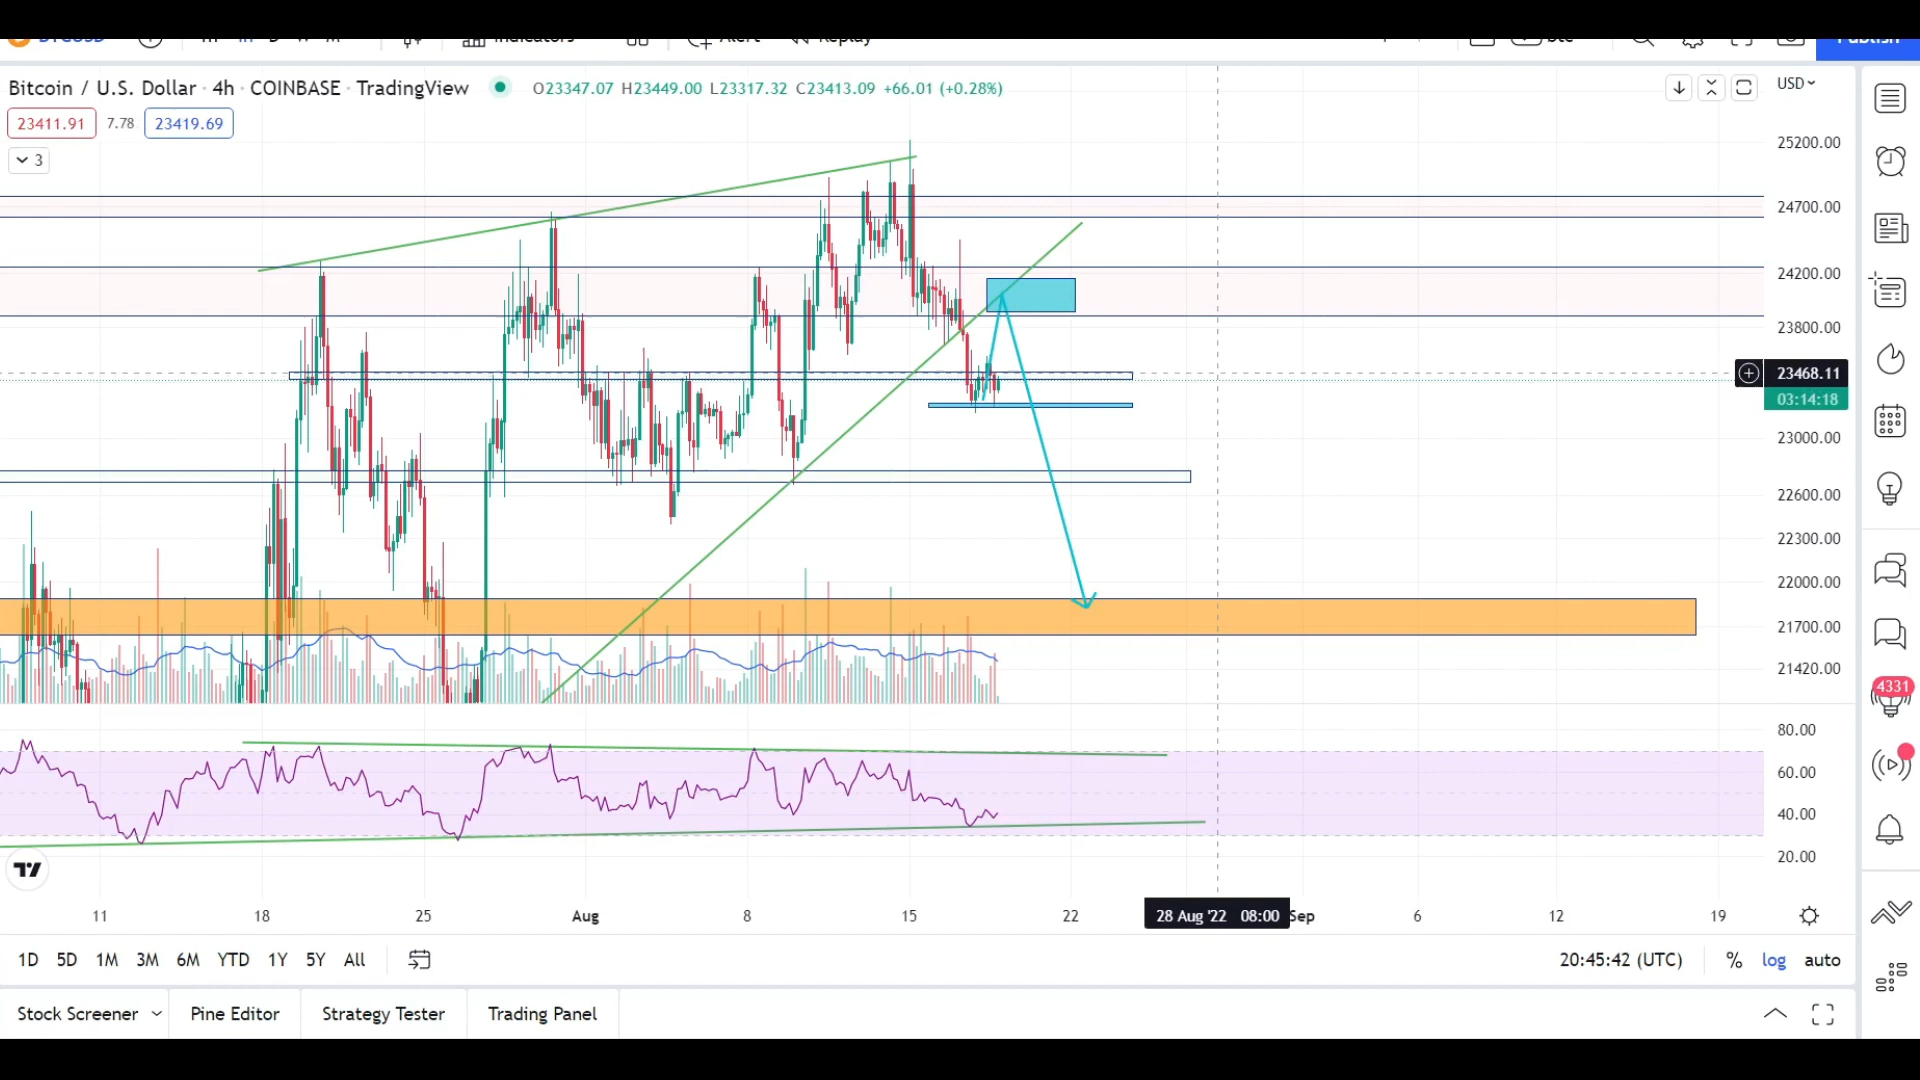 Indicators Alert Replay btc Publish
Bitcoin / U.S. Dollar · 4h · COINBASE · TradingView O23347.07 H23449.00 L23317.32 C23413.09 +66.01 (+0.28%)
USD
23411.91 7.78 23419.69
3
25200.00
24700.00
24200.00
23800.00
23468.11
03:14:18
23000.00
22600.00
22300.00
22000.00
21700.00
21420.00
4331
80.00
60.00
40.00
20.00
11 18 25 Aug 8 15 22 28 Aug '22 08:00 Sep 6 12 19
1D 5D 1M 3M 6M YTD 1Y 5Y All 20:45:42 (UTC) % log auto
Stock Screener Pine Editor Strategy Tester Trading Panel